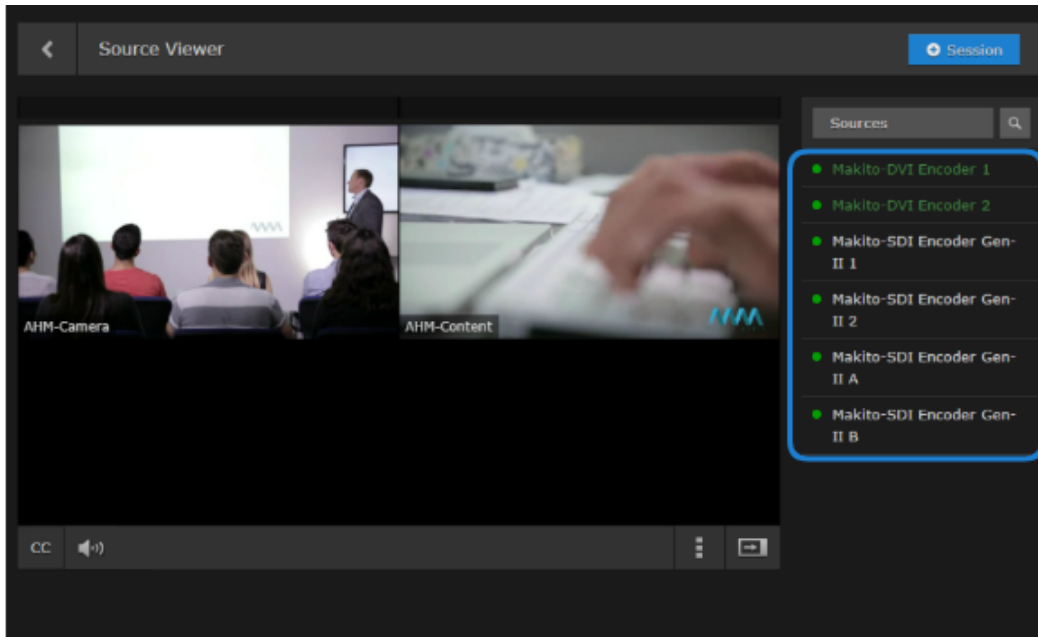 Source Viewer
Session
Sources
Makito-DVI Encoder 1
Makito-DVI Encoder 2
Makito-SDI Encoder Gen-
II 1
Makito-SDI Encoder Gen-
II 2
Makito-SDI Encoder Gen-
II A
Makito-SDI Encoder Gen-
II B
AHM-Camera
AHM-Content
CC